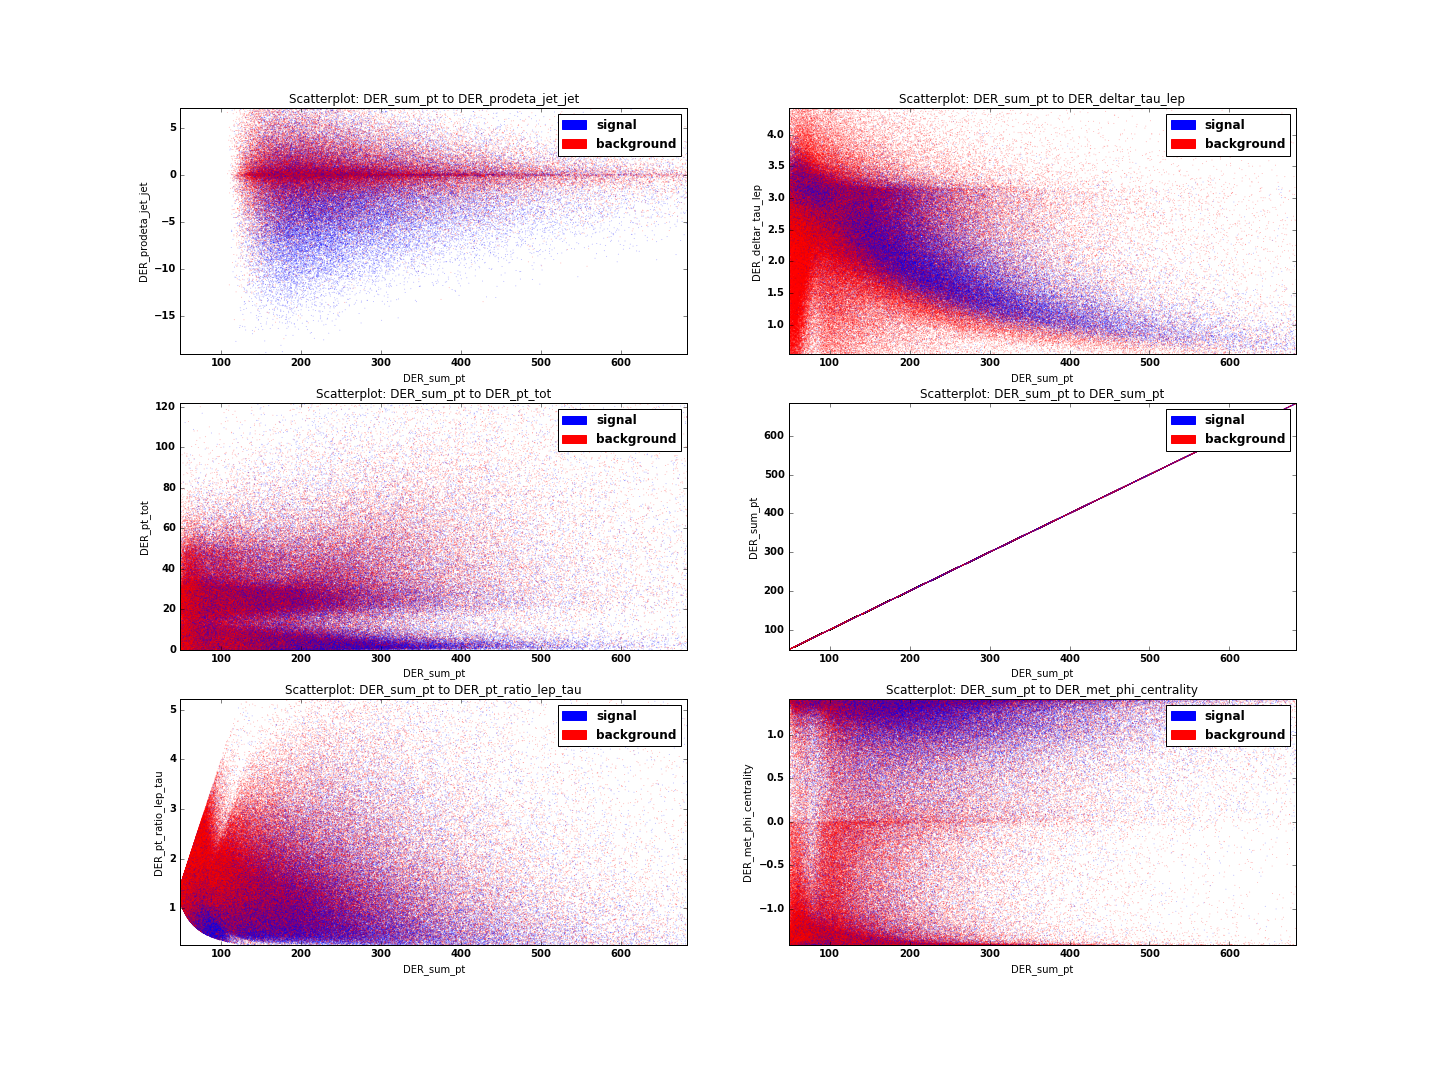 Scatterplot: DER_sum_pt to DER_prodeta_jet_jet
DER_prodeta_jet_jet
5
0
−5
−10
−15
signal
background
100 200 300 400 500 600
DER_sum_pt
Scatterplot: DER_sum_pt to DER_deltar_tau_lep
DER_deltar_tau_lep
4.0
3.5
3.0
2.5
2.0
1.5
1.0
signal
background
100 200 300 400 500 600
DER_sum_pt
Scatterplot: DER_sum_pt to DER_pt_tot
DER_pt_tot
120
100
80
60
40
20
0
signal
background
100 200 300 400 500 600
DER_sum_pt
Scatterplot: DER_sum_pt to DER_sum_pt
DER_sum_pt
600
500
400
300
200
100
signal
background
100 200 300 400 500 600
DER_sum_pt
Scatterplot: DER_sum_pt to DER_pt_ratio_lep_tau
DER_pt_ratio_lep_tau
5
4
3
2
1
signal
background
100 200 300 400 500 600
DER_sum_pt
Scatterplot: DER_sum_pt to DER_met_phi_centrality
DER_met_phi_centrality
1.0
0.5
0.0
−0.5
−1.0
signal
background
100 200 300 400 500 600
DER_sum_pt